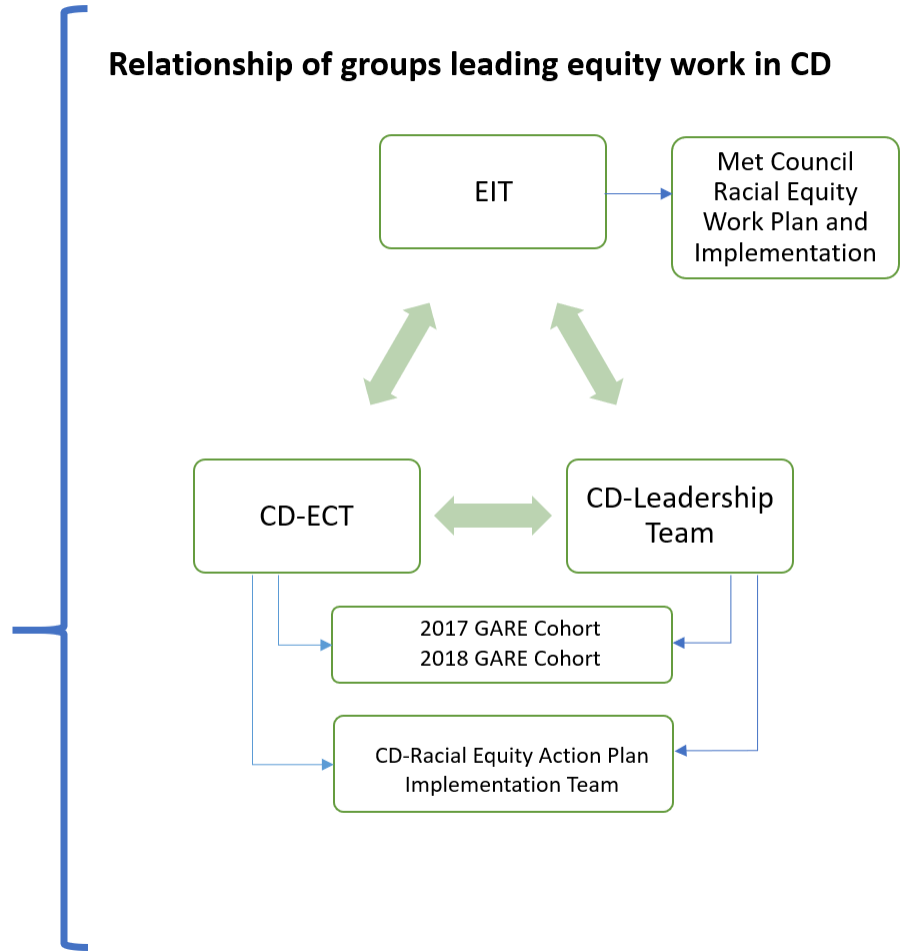 Relationship of groups leading equity work in CD
EIT
Met Council
Racial Equity
Work Plan and
Implementation
CD-ECT
CD-Leadership
Team
2017 GARE Cohort
2018 GARE Cohort
CD-Racial Equity Action Plan
Implementation Team